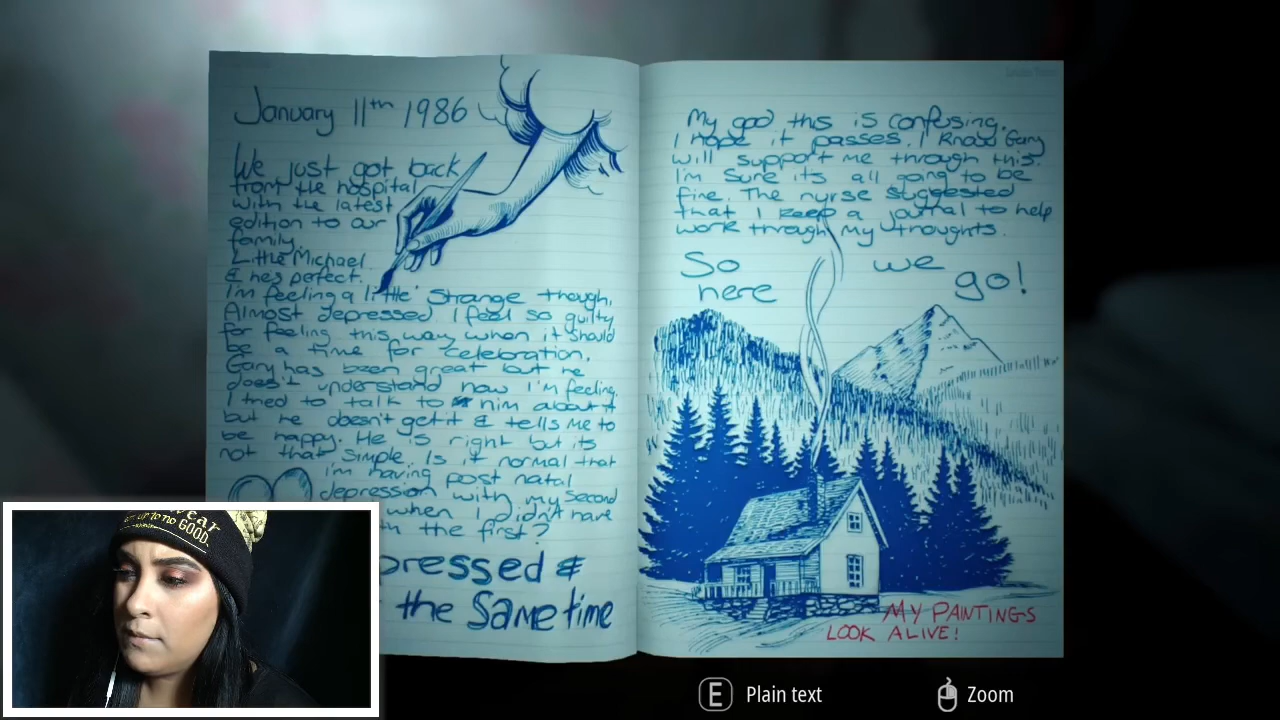 January 11th 1986
We just got back
from the hospital
with the latest
edition to our
family.
Little Michael
& hes perfect.
I'm feeling a little strange though,
Almost depressed I feel so guilty
for feeling this way when it should
be a time for celebration.
Gary has been great but he
does't understand how I'm feeling,
I tried to talk to him about it
but he doesn't get it & tells me to
be happy. He is right but its
not that simple. Is it normal that
i'm having post natal
depression with my second
when I didn't have
the first?
pressed &
the Same time
My god this is confusing.
I hope it passes. I know Gary
will support me through this.
I'm sure its all going to be
fine. The nurse suggested
that I keep a journal to help
work through my thoughts.
So we go!
here
MY PAINTINGS
LOOK ALIVE!
UP TO NO GOOD.
E Plain text
Zoom